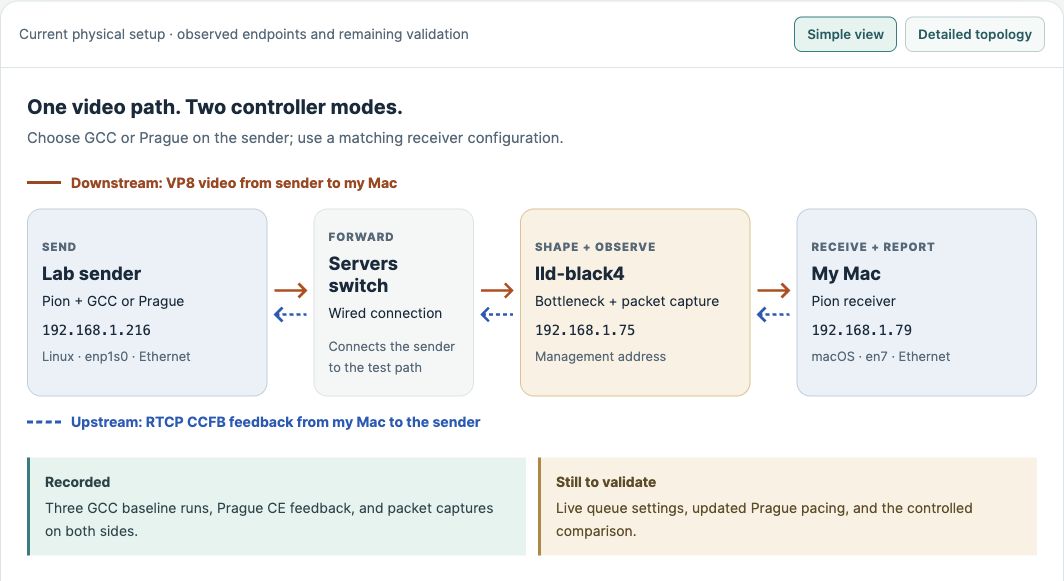 Current physical setup · observed endpoints and remaining validation
Simple view
Detailed topology
One video path. Two controller modes.
Choose GCC or Prague on the sender; use a matching receiver configuration.
Downstream: VP8 video from sender to my Mac
SEND
Lab sender
Pion + GCC or Prague
192.168.1.216
Linux · enp1s0 · Ethernet
FORWARD
Servers
switch
Wired connection
Connects the sender
to the test path
SHAPE + OBSERVE
lld-black4
Bottleneck + packet capture
192.168.1.75
Management address
RECEIVE + REPORT
My Mac
Pion receiver
192.168.1.79
macOS · en7 · Ethernet
Upstream: RTCP CCFB feedback from my Mac to the sender
Recorded
Three GCC baseline runs, Prague CE feedback, and packet captures
on both sides.
Still to validate
Live queue settings, updated Prague pacing, and the controlled
comparison.